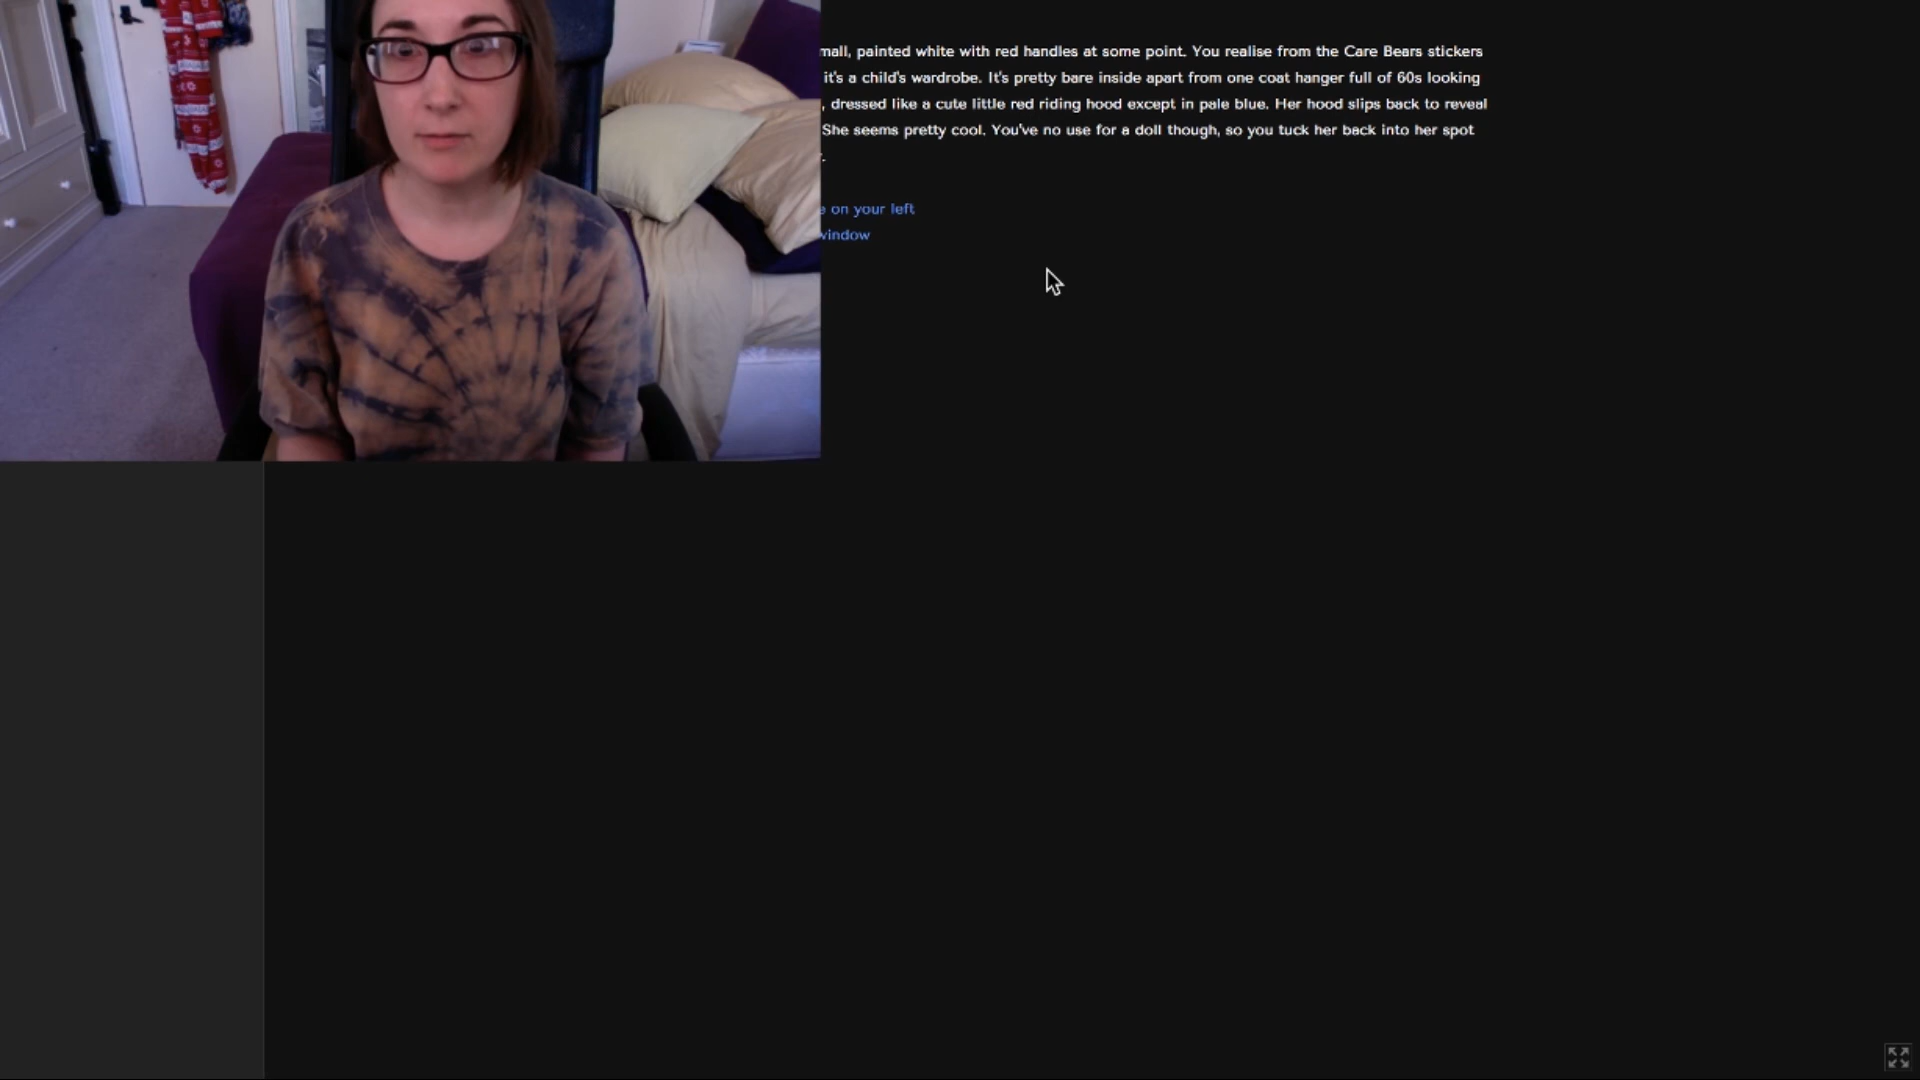 mall, painted white with red handles at some point. You realise from the Care Bears stickers
it's a child's wardrobe. It's pretty bare inside apart from one coat hanger full of 60s looking
, dressed like a cute little red riding hood except in pale blue. Her hood slips back to reveal
She seems pretty cool. You've no use for a doll though, so you tuck her back into her spot
.
on your left
window